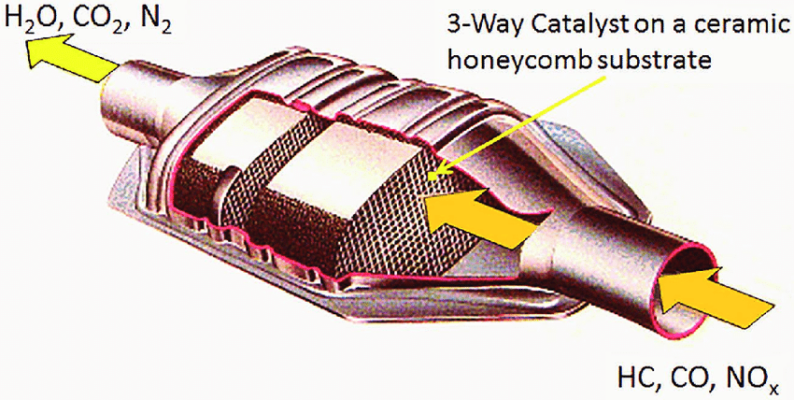 H₂O, CO₂, N₂
3-Way Catalyst on a ceramic
honeycomb substrate
HC, CO, NOₓ